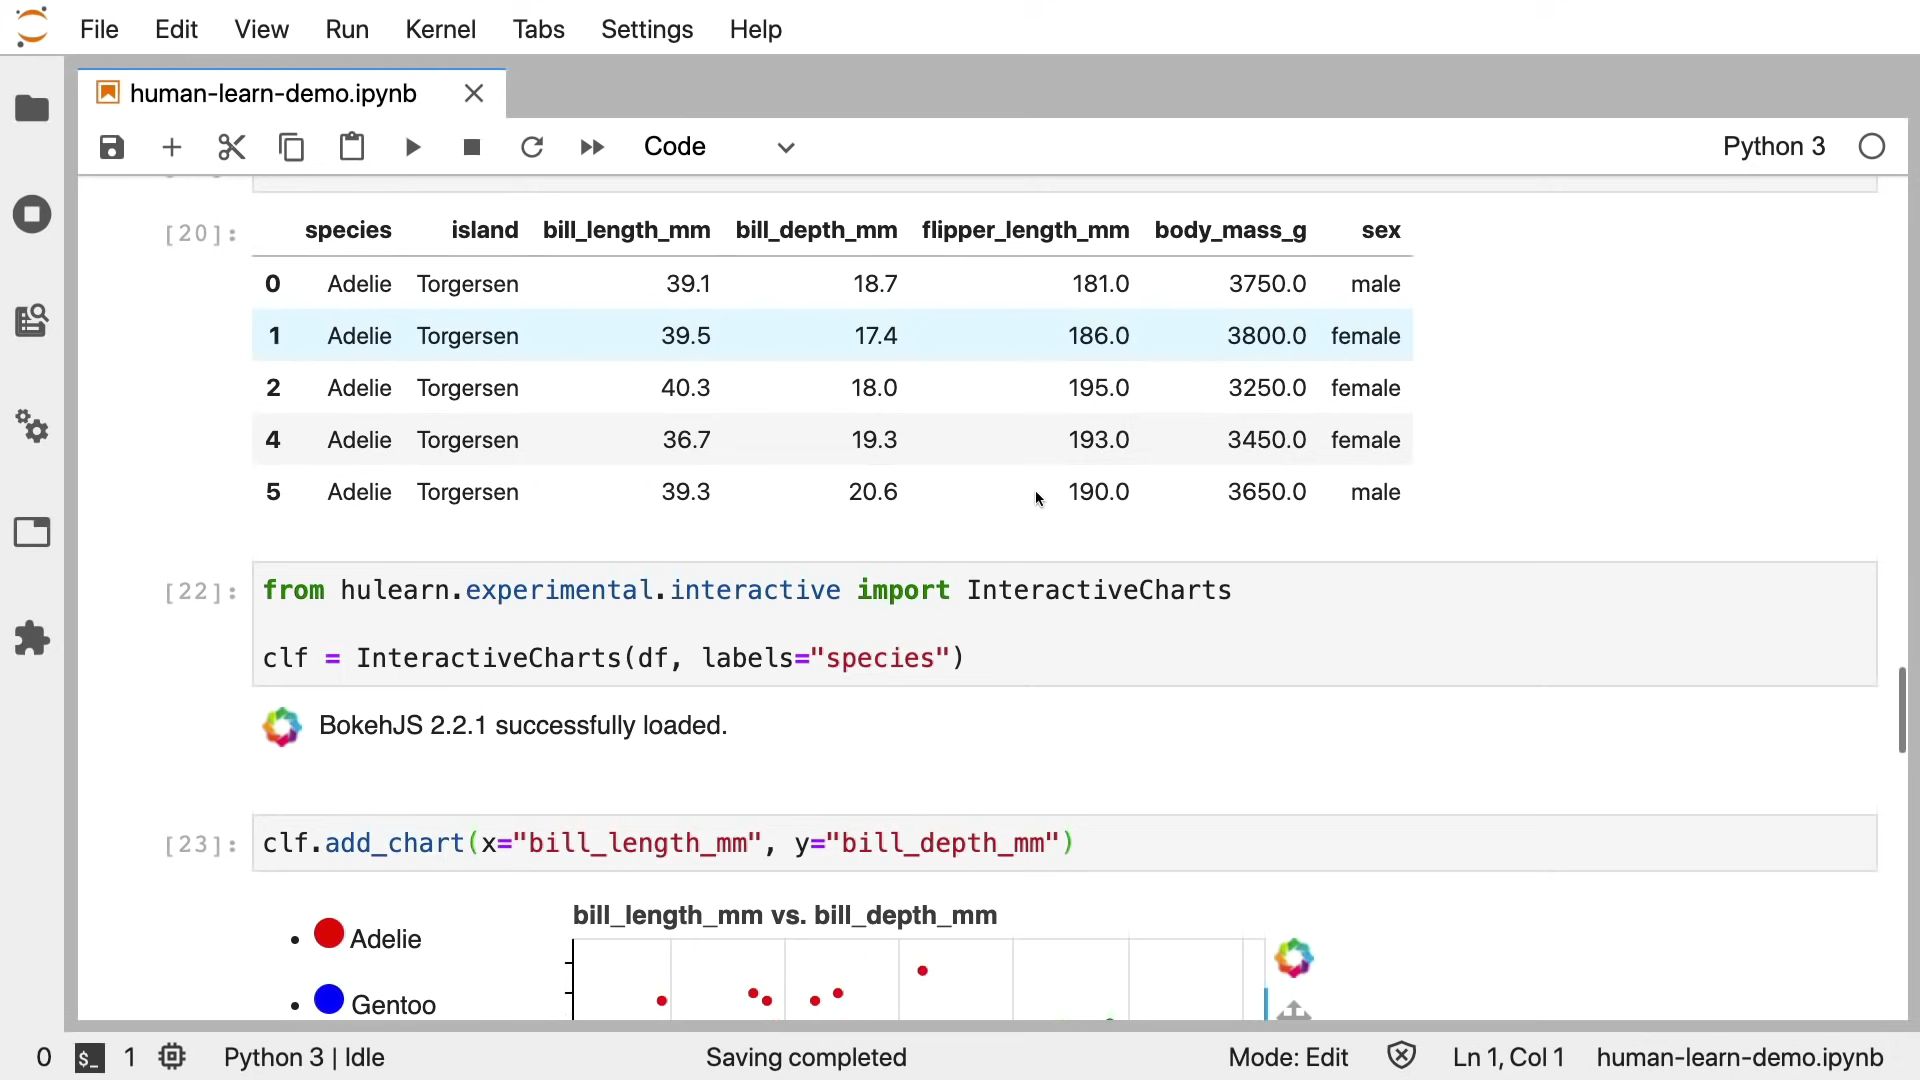 File Edit View Run Kernel Tabs Settings Help
human-learn-demo.ipynb
Code Python 3
[20]: species island bill_length_mm bill_depth_mm flipper_length_mm body_mass_g sex
0 Adelie Torgersen 39.1 18.7 181.0 3750.0 male
1 Adelie Torgersen 39.5 17.4 186.0 3800.0 female
2 Adelie Torgersen 40.3 18.0 195.0 3250.0 female
4 Adelie Torgersen 36.7 19.3 193.0 3450.0 female
5 Adelie Torgersen 39.3 20.6 190.0 3650.0 male
[22]: from hulearn.experimental.interactive import InteractiveCharts
clf = InteractiveCharts(df, labels="species")
BokehJS 2.2.1 successfully loaded.
[23]: clf.add_chart(x="bill_length_mm", y="bill_depth_mm")
bill_length_mm vs. bill_depth_mm
• Adelie
• Gentoo
0 $_ 1 Python 3 | Idle Saving completed Mode: Edit Ln 1, Col 1 human-learn-demo.ipynb